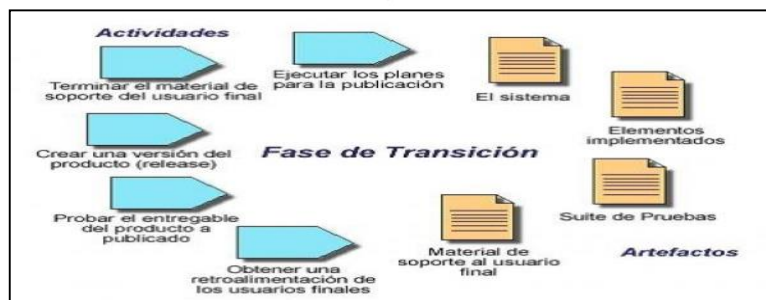 Actividades
Terminar el material de
soporte del usuario final
Ejecutar los planes
para la publicación
El sistema
Elementos
implementados
Crear una versión del
producto (release)
Fase de Transición
Probar el entregable
del producto a
publicado
Suite de Pruebas
Obtener una
retroalimentación de
los usuarios finales
Material de
soporte al usuario
final
Artefactos